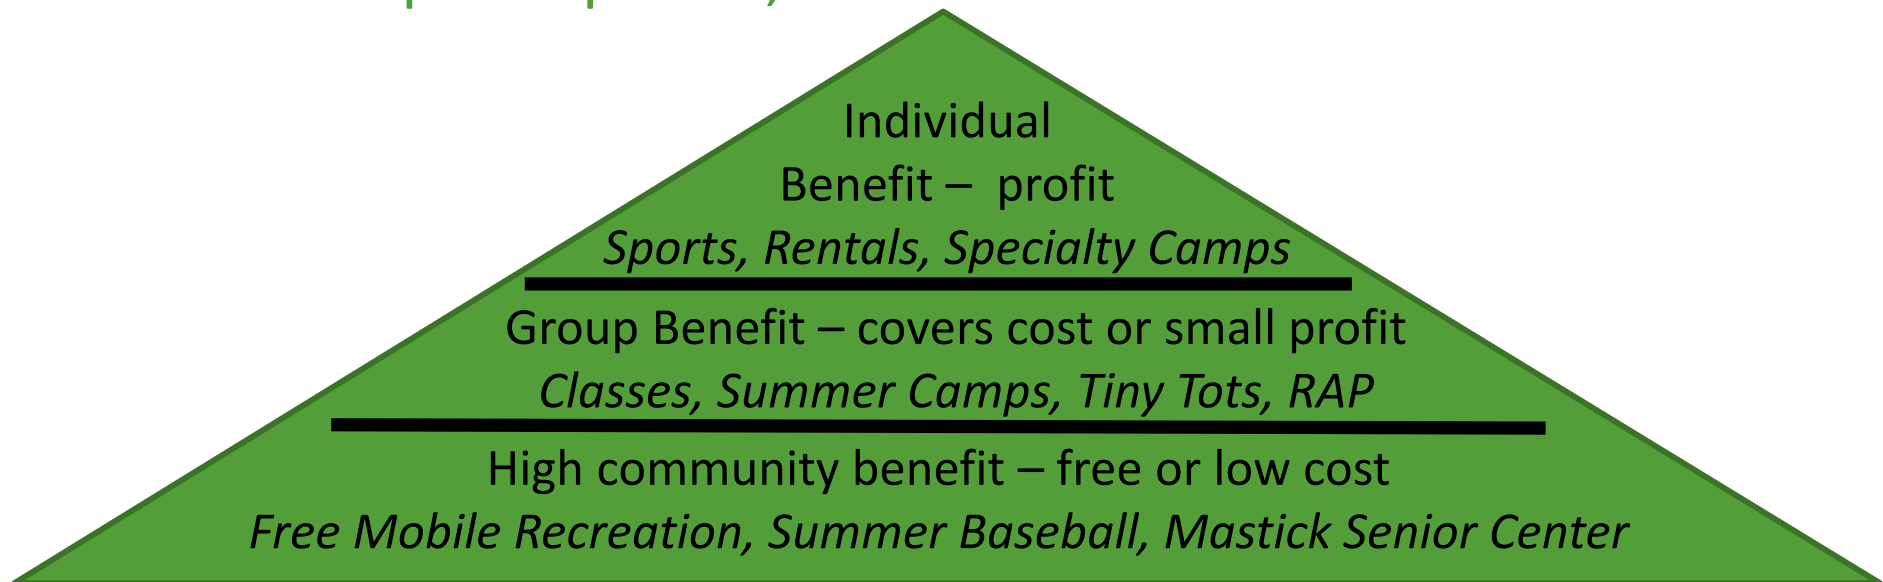 Individual
Benefit – profit
Sports, Rentals, Specialty Camps
Group Benefit – covers cost or small profit
Classes, Summer Camps, Tiny Tots, RAP
High community benefit – free or low cost
Free Mobile Recreation, Summer Baseball, Mastick Senior Center